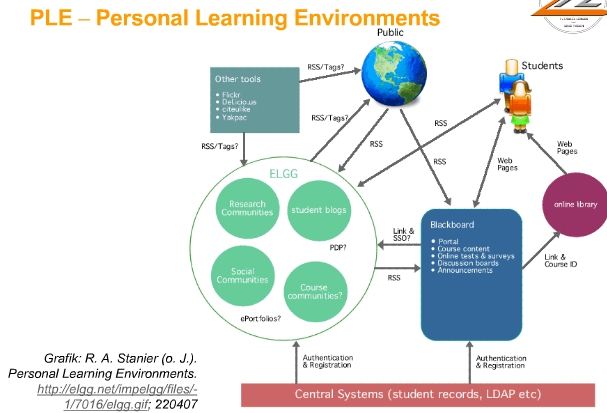 PLE – Personal Learning Environments
Public
Students
Other tools
• Flickr
• Del.icio.us
• citeulike
• Yakpac
RSS/Tags?
RSS/Tags?
RSS/Tags?
RSS
RSS
RSS
Web
Pages
Web
Pages
ELGG
Research
Communities
student blogs
PDP?
Social
Communities
Course
communities?
ePortfolios?
Link &
SSO?
RSS
Blackboard
• Portal
• Course content
• Online tests & surveys
• Discussion boards
• Announcements
online library
Link &
Course ID
Authentication
& Registration
Authentication
& Registration
Central Systems (student records, LDAP etc)
Grafik: R. A. Stanier (o. J.).
Personal Learning Environments.
http://elgg.net/impelgg/files/-
1/7016/elgg.gif; 220407